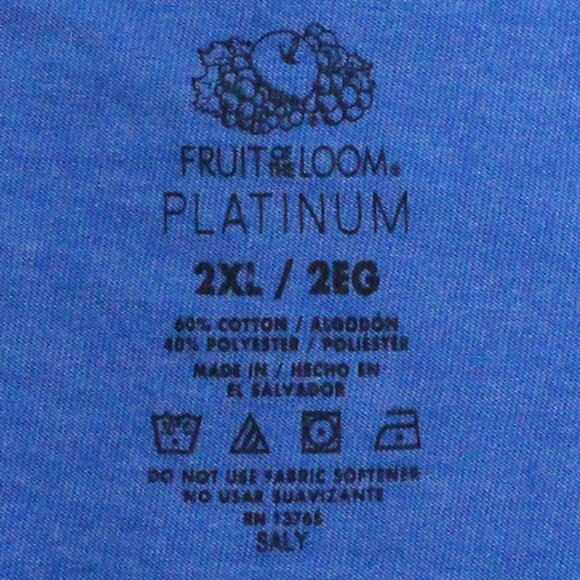 FRUIT OF THE LOOM®
PLATINUM
2XL / 2EG
60% COTTON / ALGODÓN
40% POLYESTER / POLIÉSTER
MADE IN / HECHO EN
EL SALVADOR
DO NOT USE FABRIC SOFTENER
NO USAR SUAVIZANTE
RN 13765
SALY